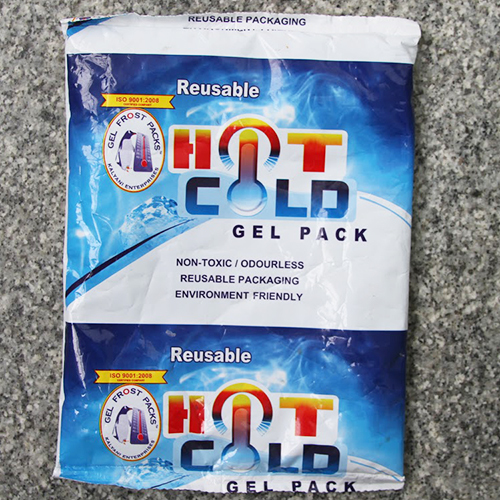 REUSABLE PACKAGING
Reusable
ISO 9001:2008
GEL FROST PACKS
KALYANI ENTERPRISES
HOT
COLD
GEL PACK
NON-TOXIC / ODOURLESS
REUSABLE PACKAGING
ENVIRONMENT FRIENDLY
Reusable
ISO 9001:2008
GEL FROST PACKS
KALYANI ENTERPRISES
HOT
COLD
GEL PACK